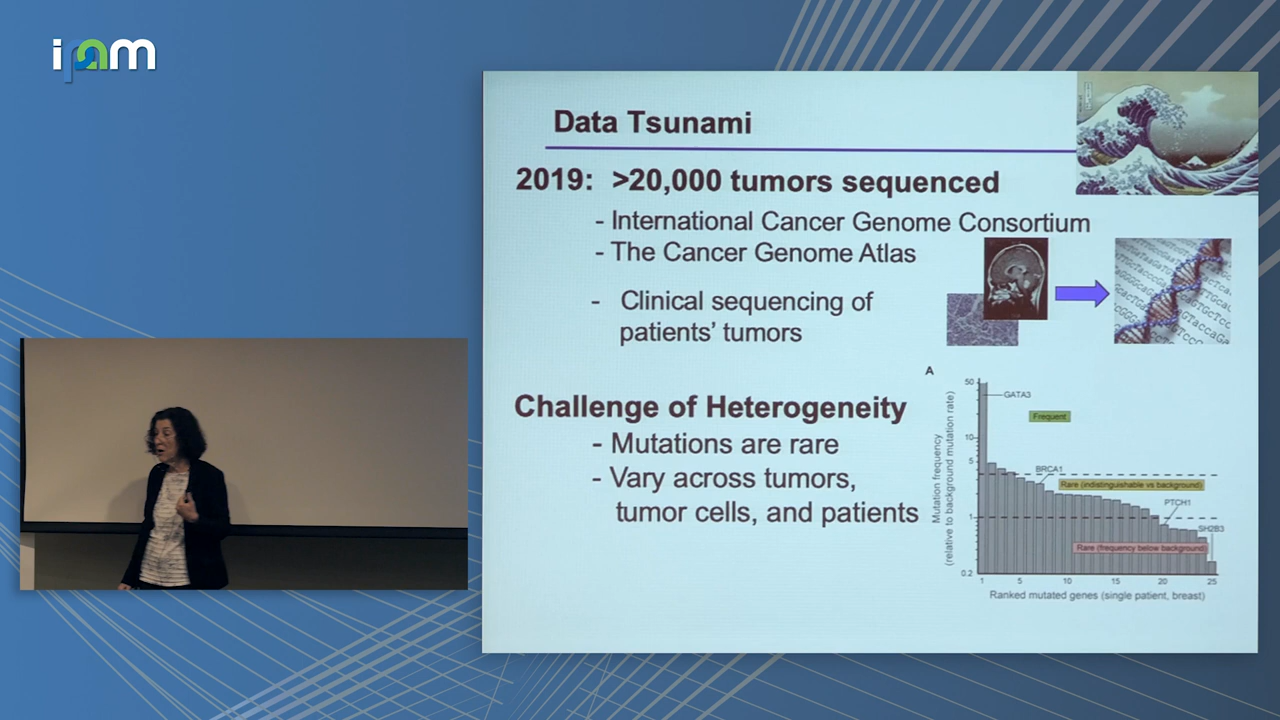 ipam
Data Tsunami
2019: >20,000 tumors sequenced
- International Cancer Genome Consortium
- The Cancer Genome Atlas
- Clinical sequencing of
patients' tumors
Challenge of Heterogeneity
- Mutations are rare
- Vary across tumors,
tumor cells, and patients
A
Mutation frequency
(relative to background mutation rate)
50
10
5
1
0.2
GATA3
Frequent
BRCA1
Rare (indistinguishable vs background)
PTCH1
SH2B3
Rare (frequency below background)
1 5 10 15 20 25
Ranked mutated genes (single patient, breast)